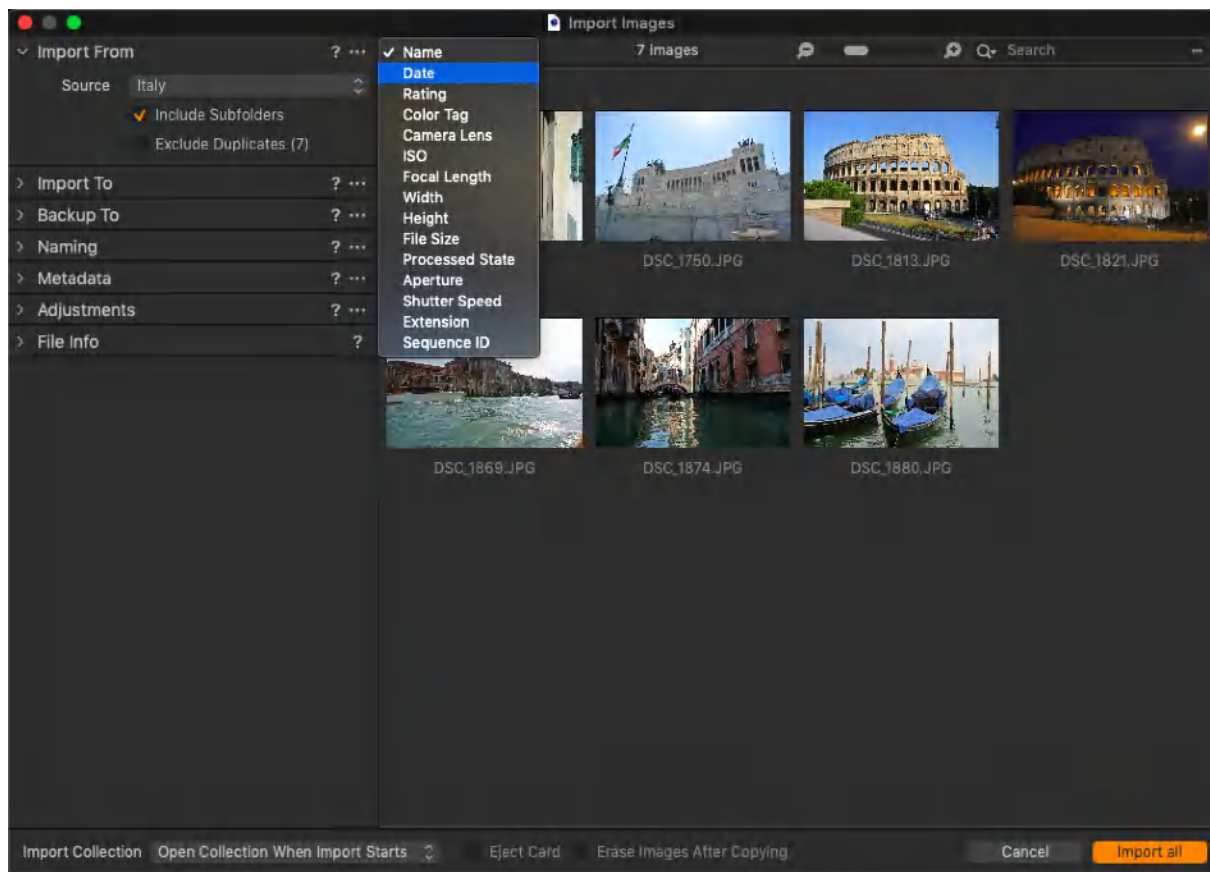 Import Images
Import From ? ...
Source Italy
Include Subfolders
Exclude Duplicates (7)
Import To ? ...
Backup To ? ...
Naming ? ...
Metadata ? ...
Adjustments ? ...
File Info ?
Name
Date
Rating
Color Tag
Camera Lens
ISO
Focal Length
Width
Height
File Size
Processed State
Aperture
Shutter Speed
Extension
Sequence ID
7 Images
Search ...
DSC_1750.JPG
DSC_1813.JPG
DSC_1821.JPG
DSC_1869.JPG
DSC_1874.JPG
DSC_1880.JPG
Import Collection Open Collection When Import Starts Eject Card Erase Images After Copying Cancel Import all